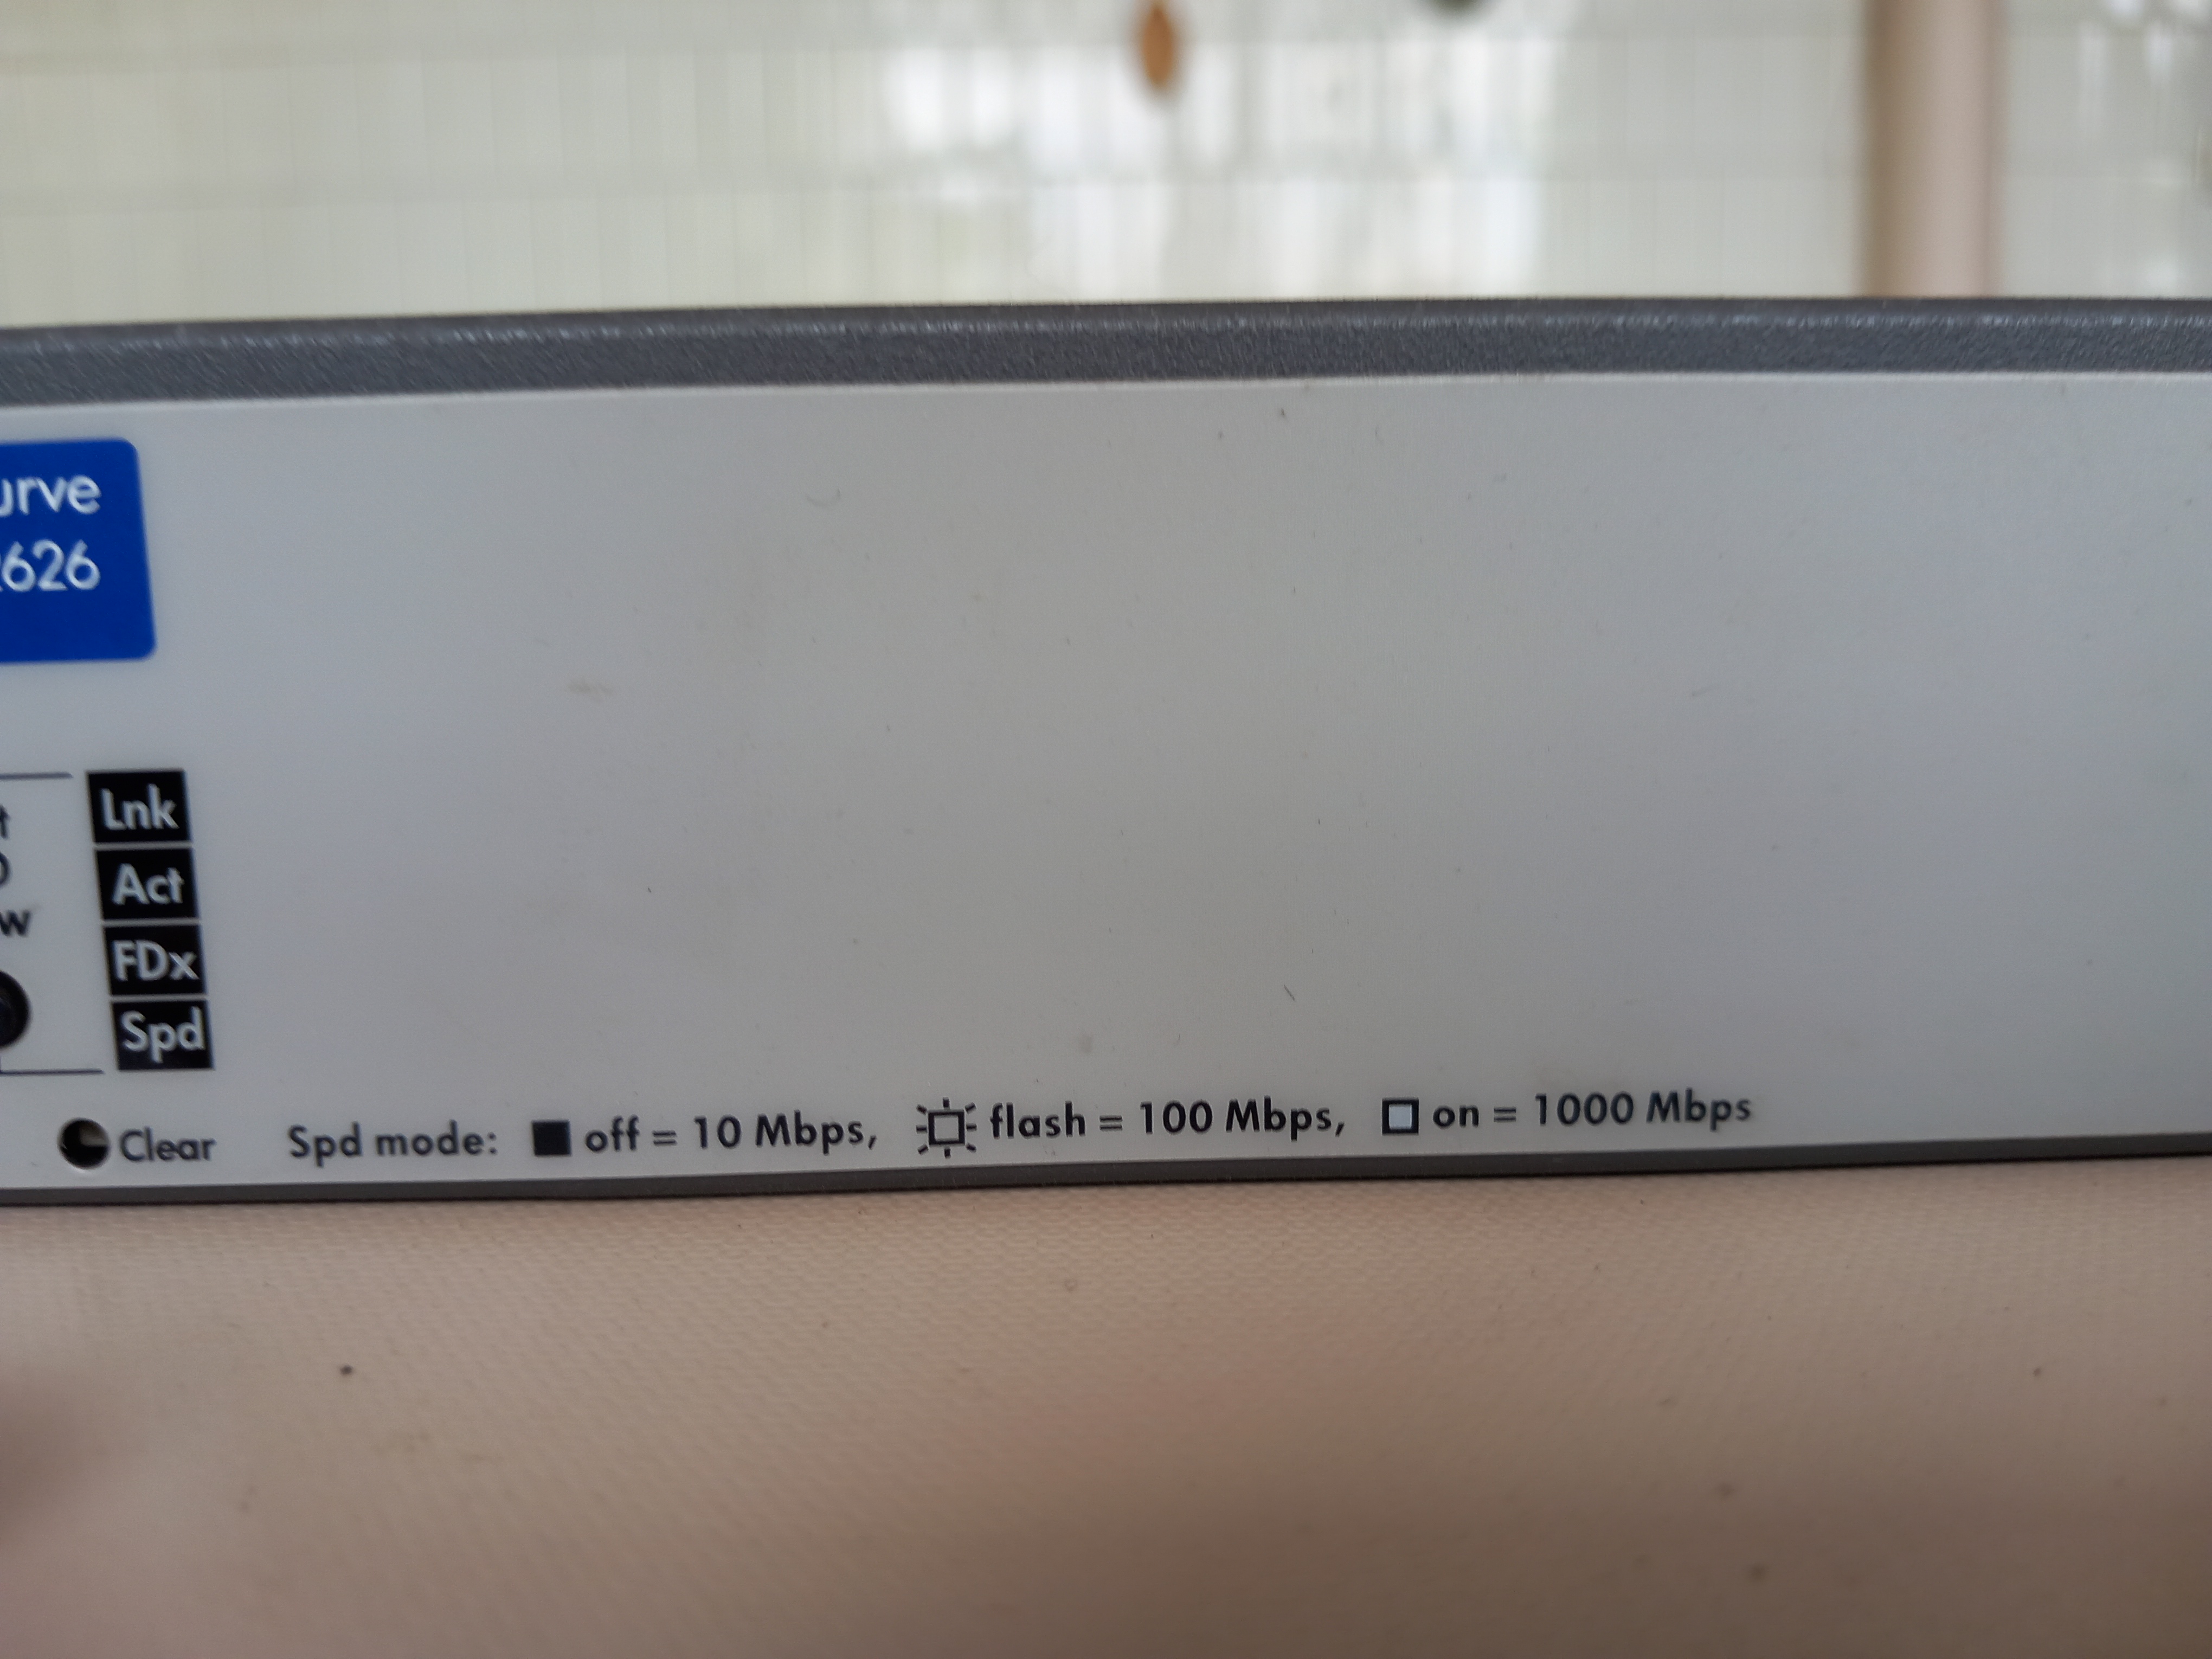 urve
626
Lnk
Act
FDx
Spd
Clear
Spd mode: off = 10 Mbps, flash = 100 Mbps, on = 1000 Mbps